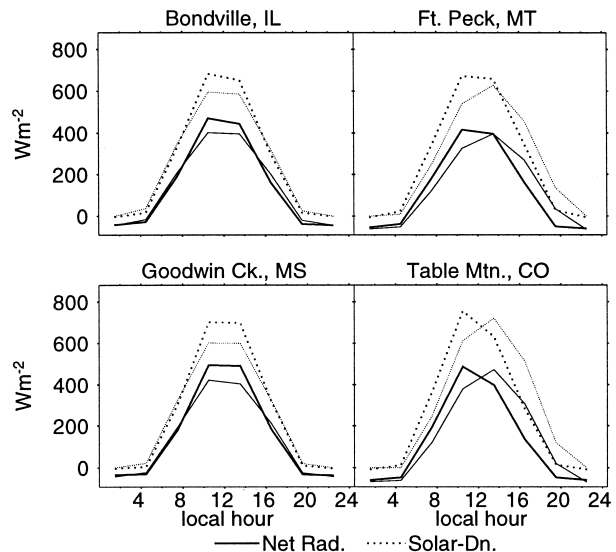 Bondville, IL
Ft. Peck, MT
800
600
400
200
0
Wm-2
Goodwin Ck., MS
Table Mtn., CO
800
600
400
200
0
Wm-2
4 8 12 16 20 24
4 8 12 16 20 24
local hour
local hour
Net Rad.
Solar-Dn.